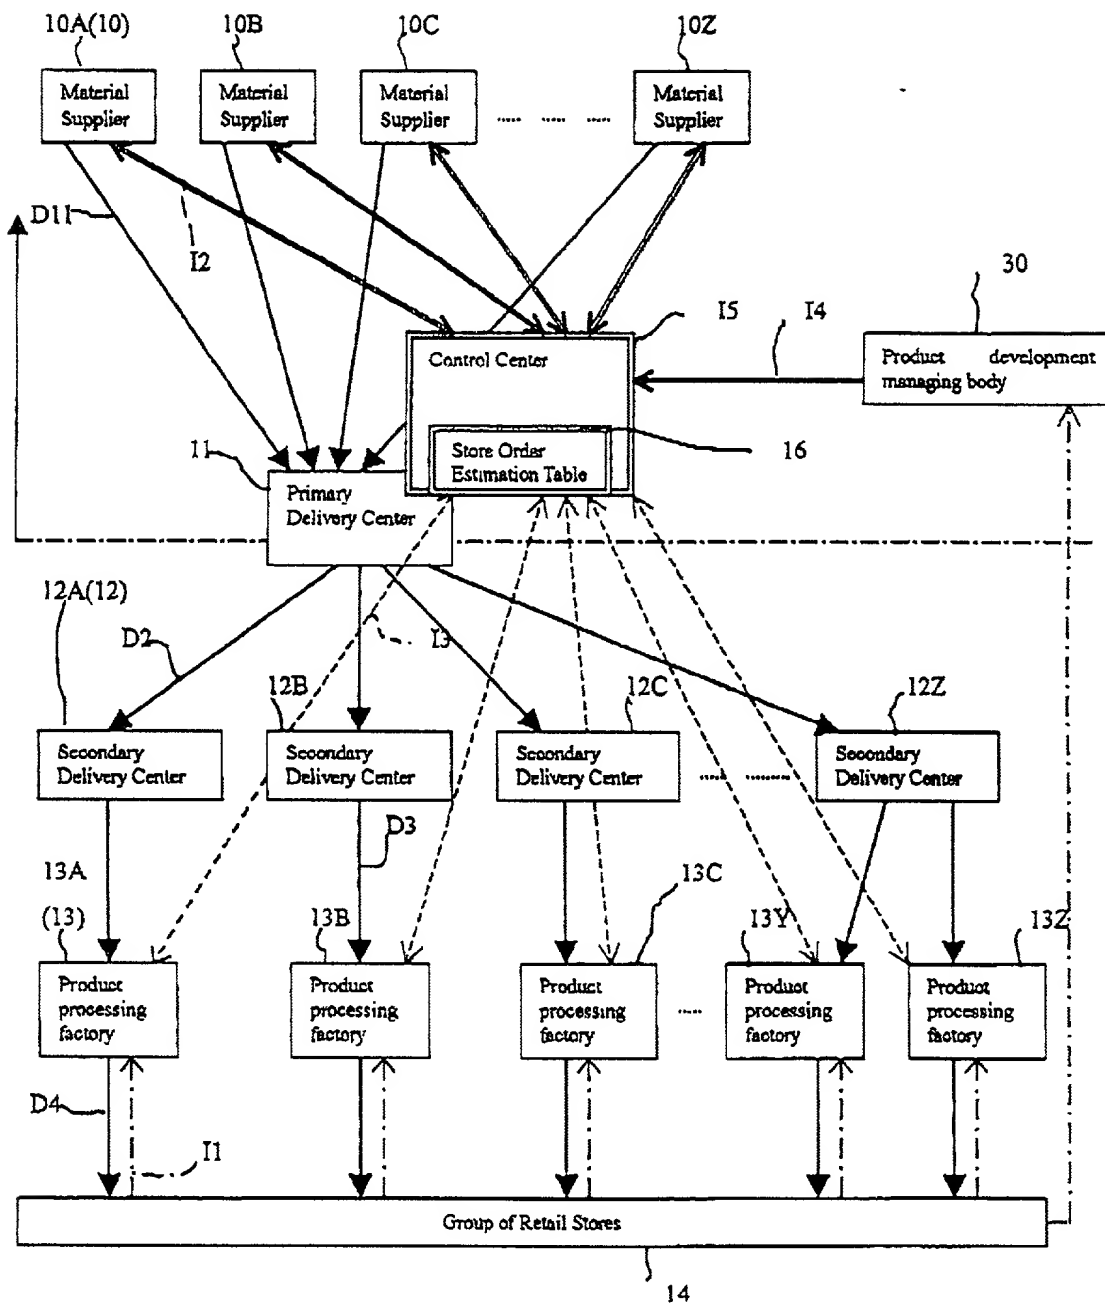 10A(10) 10B 10C 10Z
Material
Supplier
Material
Supplier
Material
Supplier
Material
Supplier
D11
I2
30
I5
I4
Control Center
Product development
managing body
11
16
Store Order
Estimation Table
Primary
Delivery Center
12A(12)
D2
I3
12B
12C
12Z
Secondary
Delivery Center
Secondary
Delivery Center
Secondary
Delivery Center
Secondary
Delivery Center
D3
13A
(13)
13B
13C
13Y
13Z
Product
processing
factory
Product
processing
factory
Product
processing
factory
Product
processing
factory
Product
processing
factory
D4
I1
Group of Retail Stores
14